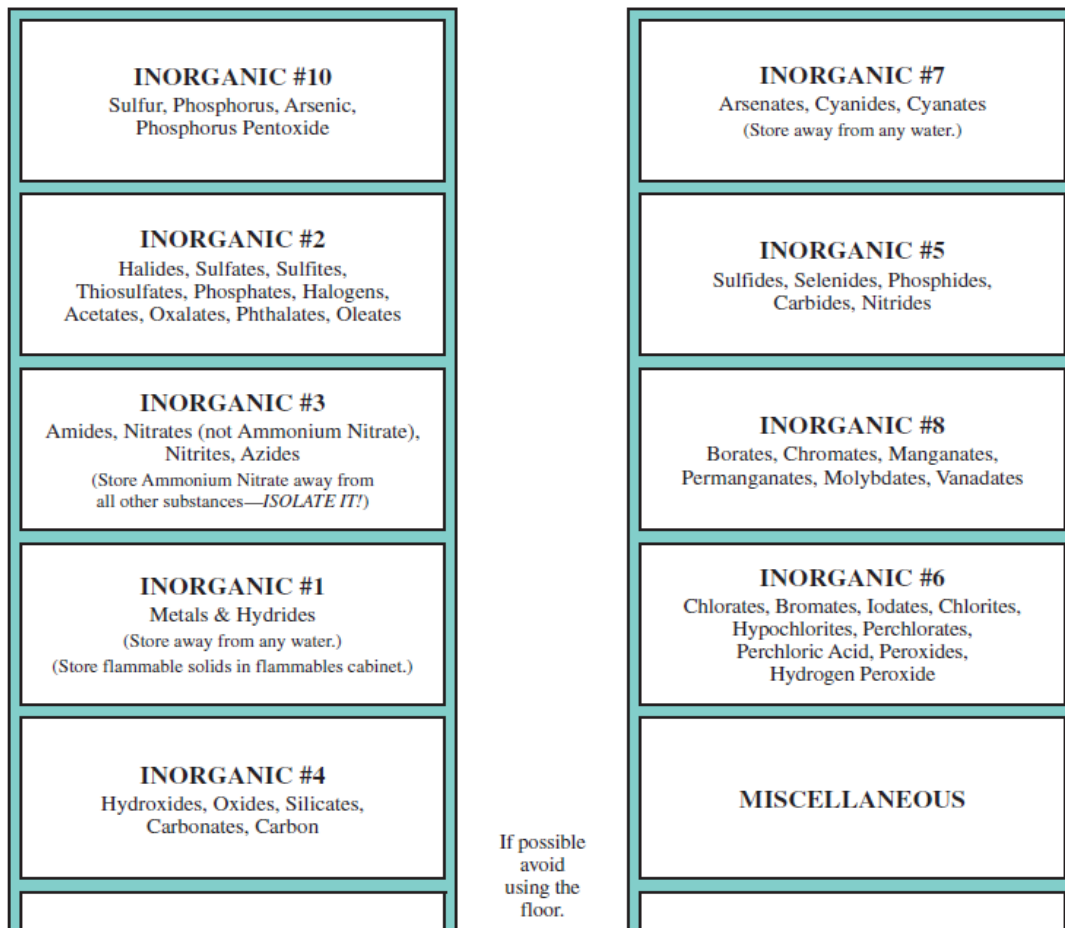 INORGANIC #10
Sulfur, Phosphorus, Arsenic,
Phosphorus Pentoxide
INORGANIC #2
Halides, Sulfates, Sulfites,
Thiosulfates, Phosphates, Halogens,
Acetates, Oxalates, Phthalates, Oleates
INORGANIC #3
Amides, Nitrates (not Ammonium Nitrate),
Nitrites, Azides
(Store Ammonium Nitrate away from
all other substances—ISOLATE IT!)
INORGANIC #1
Metals & Hydrides
(Store away from any water.)
(Store flammable solids in flammables cabinet.)
INORGANIC #4
Hydroxides, Oxides, Silicates,
Carbonates, Carbon
If possible
avoid
using the
floor.
INORGANIC #7
Arsenates, Cyanides, Cyanates
(Store away from any water.)
INORGANIC #5
Sulfides, Selenides, Phosphides,
Carbides, Nitrides
INORGANIC #8
Borates, Chromates, Manganates,
Permanganates, Molybdates, Vanadates
INORGANIC #6
Chlorates, Bromates, Iodates, Chlorites,
Hypochlorites, Perchlorates,
Perchloric Acid, Peroxides,
Hydrogen Peroxide
MISCELLANEOUS